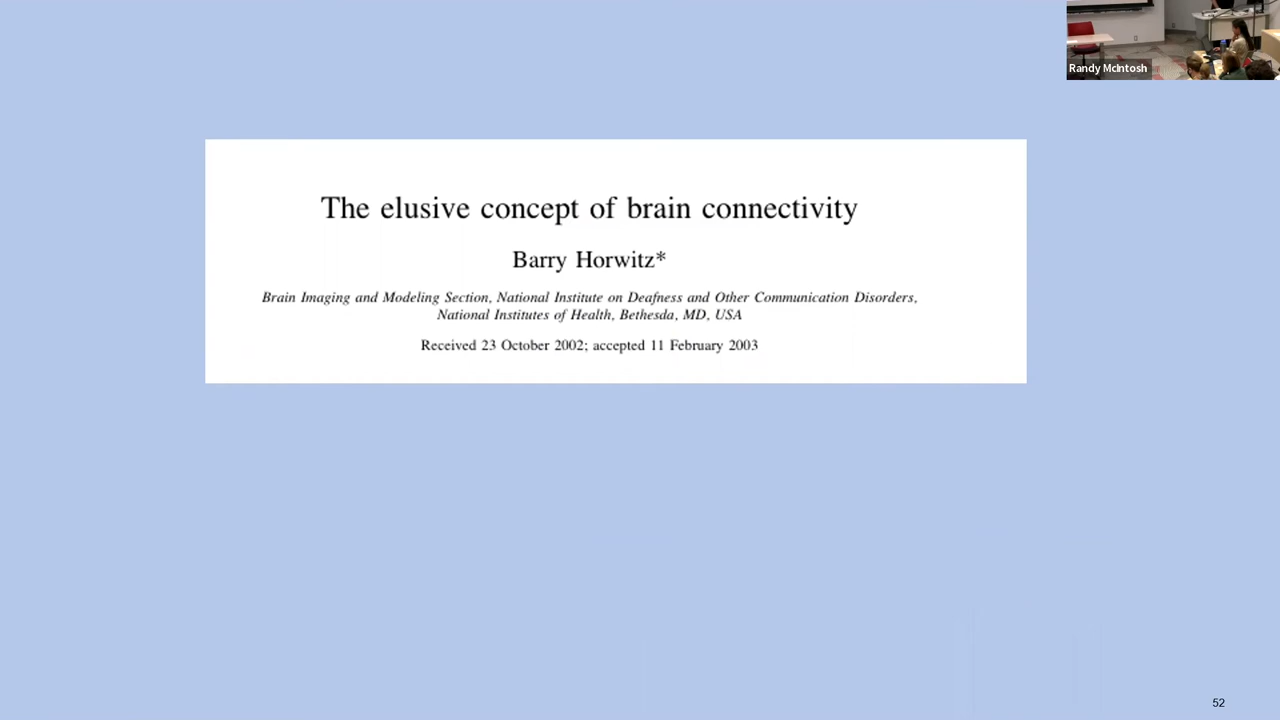 Randy McIntosh
The elusive concept of brain connectivity
Barry Horwitz*
Brain Imaging and Modeling Section, National Institute on Deafness and Other Communication Disorders,
National Institutes of Health, Bethesda, MD, USA
Received 23 October 2002; accepted 11 February 2003
52